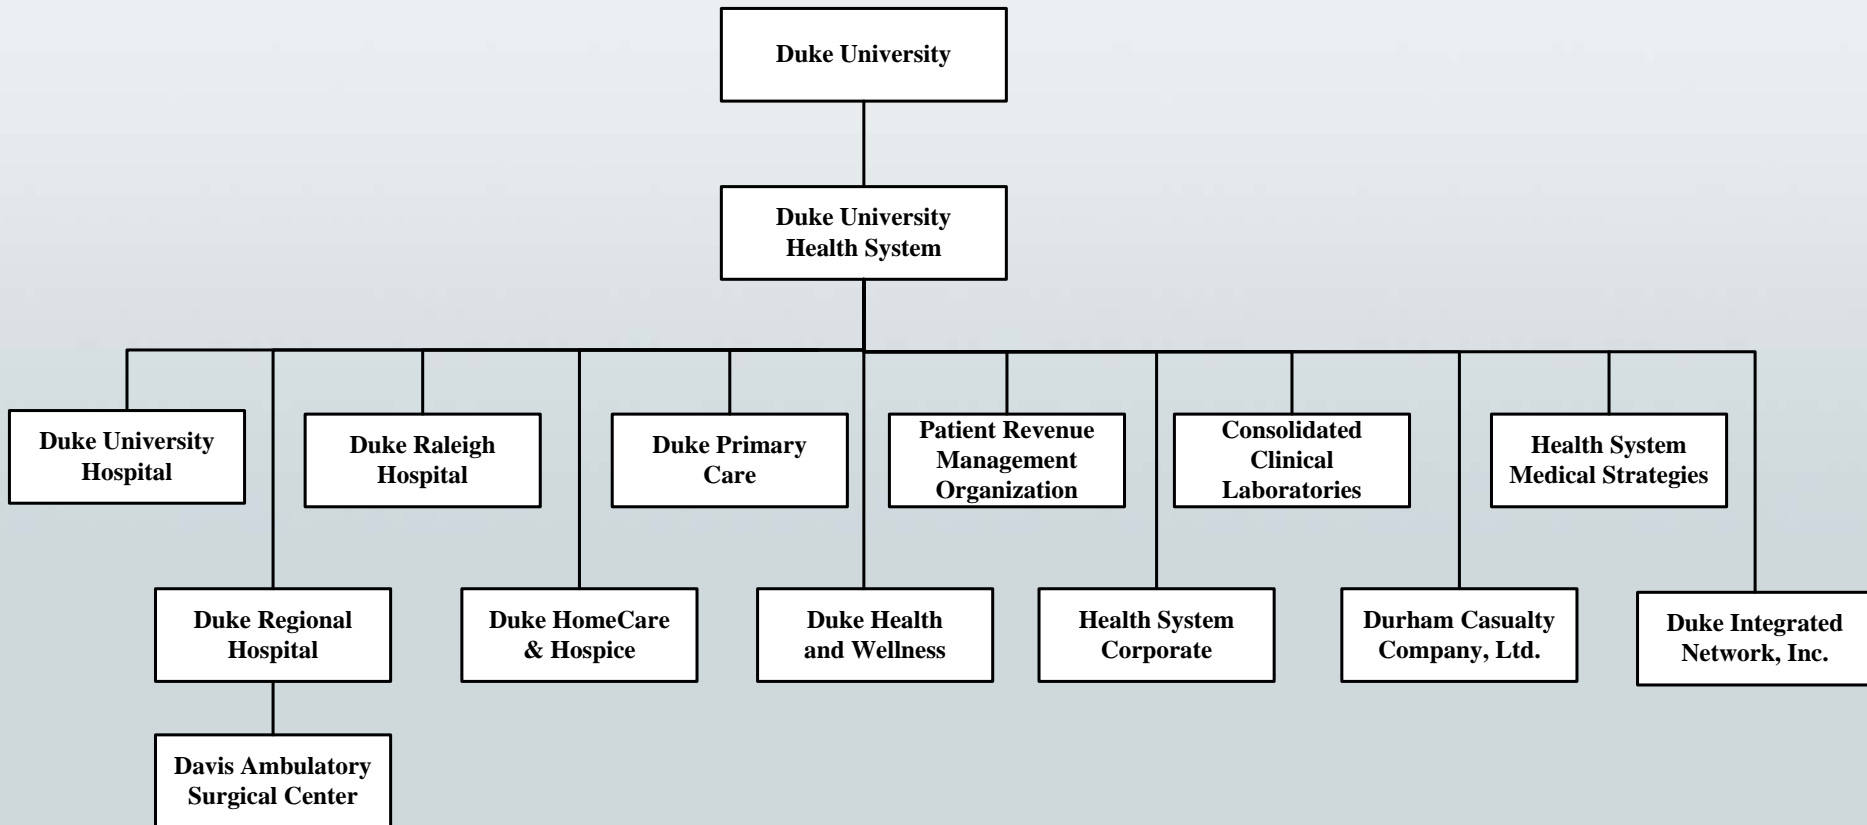 Duke University
Duke University
Health System
Duke University
Hospital
Duke Raleigh
Hospital
Duke Primary
Care
Patient Revenue
Management
Organization
Consolidated
Clinical
Laboratories
Health System
Medical Strategies
Duke Regional
Hospital
Duke HomeCare
& Hospice
Duke Health
and Wellness
Health System
Corporate
Durham Casualty
Company, Ltd.
Duke Integrated
Network, Inc.
Davis Ambulatory
Surgical Center